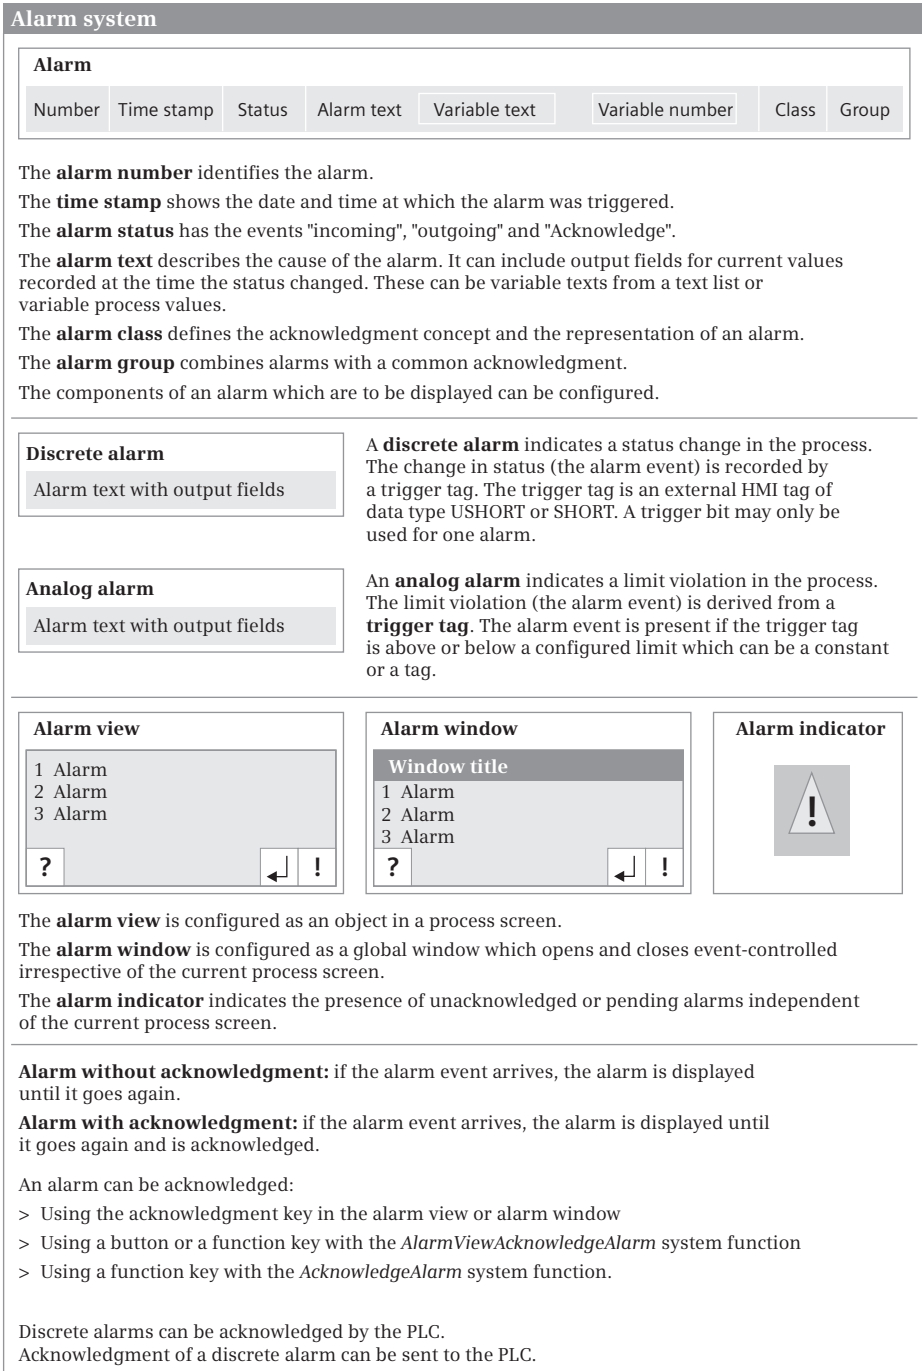 Alarm system
Alarm
Number Time stamp Status Alarm text Variable text Variable number Class Group
The alarm number identifies the alarm.
The time stamp shows the date and time at which the alarm was triggered.
The alarm status has the events "incoming", "outgoing" and "Acknowledge".
The alarm text describes the cause of the alarm. It can include output fields for current values
recorded at the time the status changed. These can be variable texts from a text list or
variable process values.
The alarm class defines the acknowledgment concept and the representation of an alarm.
The alarm group combines alarms with a common acknowledgment.
The components of an alarm which are to be displayed can be configured.
Discrete alarm
Alarm text with output fields
A discrete alarm indicates a status change in the process.
The change in status (the alarm event) is recorded by
a trigger tag. The trigger tag is an external HMI tag of
data type USHORT or SHORT. A trigger bit may only be
used for one alarm.
Analog alarm
Alarm text with output fields
An analog alarm indicates a limit violation in the process.
The limit violation (the alarm event) is derived from a
trigger tag. The alarm event is present if the trigger tag
is above or below a configured limit which can be a constant
or a tag.
Alarm view
1 Alarm
2 Alarm
3 Alarm
? !
Alarm window
Window title
1 Alarm
2 Alarm
3 Alarm
? !
Alarm indicator
!
The alarm view is configured as an object in a process screen.
The alarm window is configured as a global window which opens and closes event-controlled
irrespective of the current process screen.
The alarm indicator indicates the presence of unacknowledged or pending alarms independent
of the current process screen.
Alarm without acknowledgment: if the alarm event arrives, the alarm is displayed
until it goes again.
Alarm with acknowledgment: if the alarm event arrives, the alarm is displayed until
it goes again and is acknowledged.
An alarm can be acknowledged:
> Using the acknowledgment key in the alarm view or alarm window
> Using a button or a function key with the AlarmViewAcknowledgeAlarm system function
> Using a function key with the AcknowledgeAlarm system function.
Discrete alarms can be acknowledged by the PLC.
Acknowledgment of a discrete alarm can be sent to the PLC.